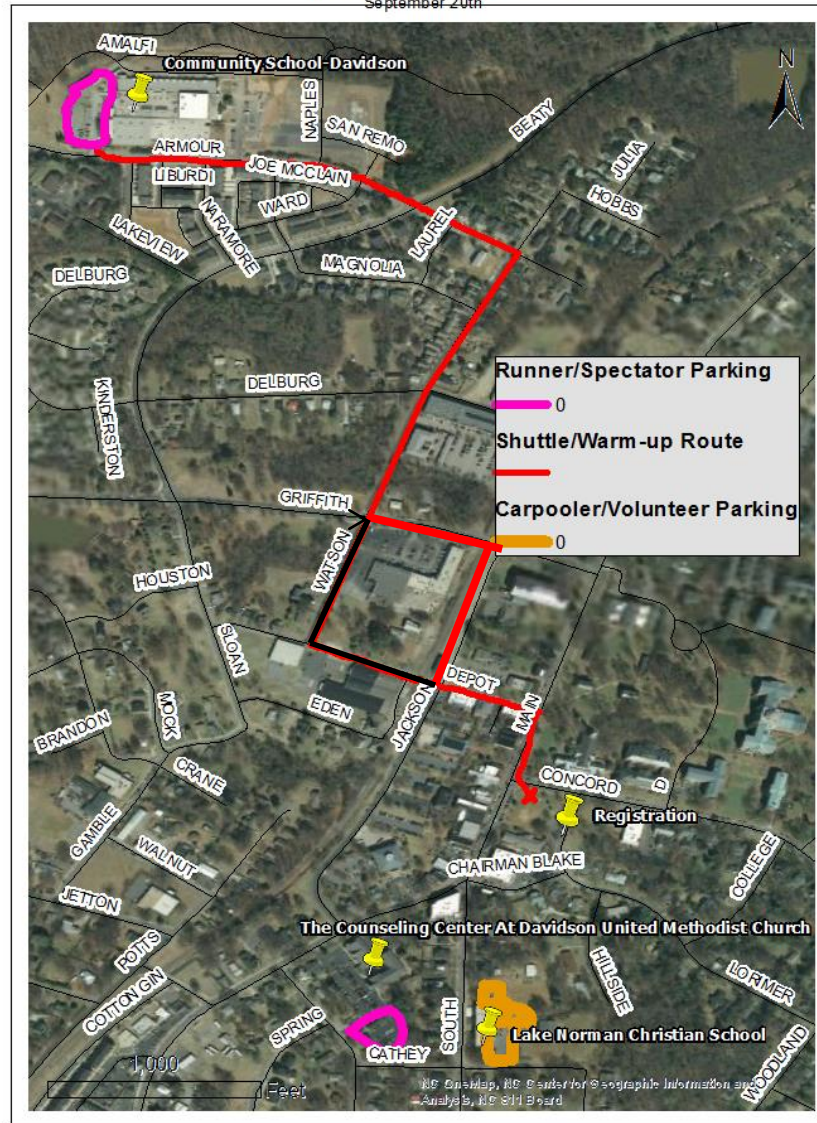 September 20th
AMALFI
Community School-Davidson
N
NAPLES
SAN REMO
BEATY
ARMOUR
JOE MCCLAIN
LIBURDI
WARD
NARAMORE
LAKEVIEW
LAUREL
JULIA
HOBBS
MAGNOLIA
DELBURG
DELBURG
KINDERSTON
Runner/Spectator Parking
0
Shuttle/Warm-up Route
Carpooler/Volunteer Parking
0
GRIFFITH
WATSON
HOUSTON
SLOAN
DEPOT
EDEN
JACKSON
MAIN
MOCK
BRANDON
CRANE
CONCORD
D
Registration
GAMBLE
WALNUT
CHAIRMAN BLAKE
COLLEGE
JETTON
POTTS
The Counseling Center At Davidson United Methodist Church
COTTON GIN
HILLSIDE
LORIMER
SPRING
SOUTH
Lake Norman Christian School
CATHEY
WOODLAND
1,000
Feet
NC OneMap, NC Center for Geographic Information and
Analysis, NC 911 Board